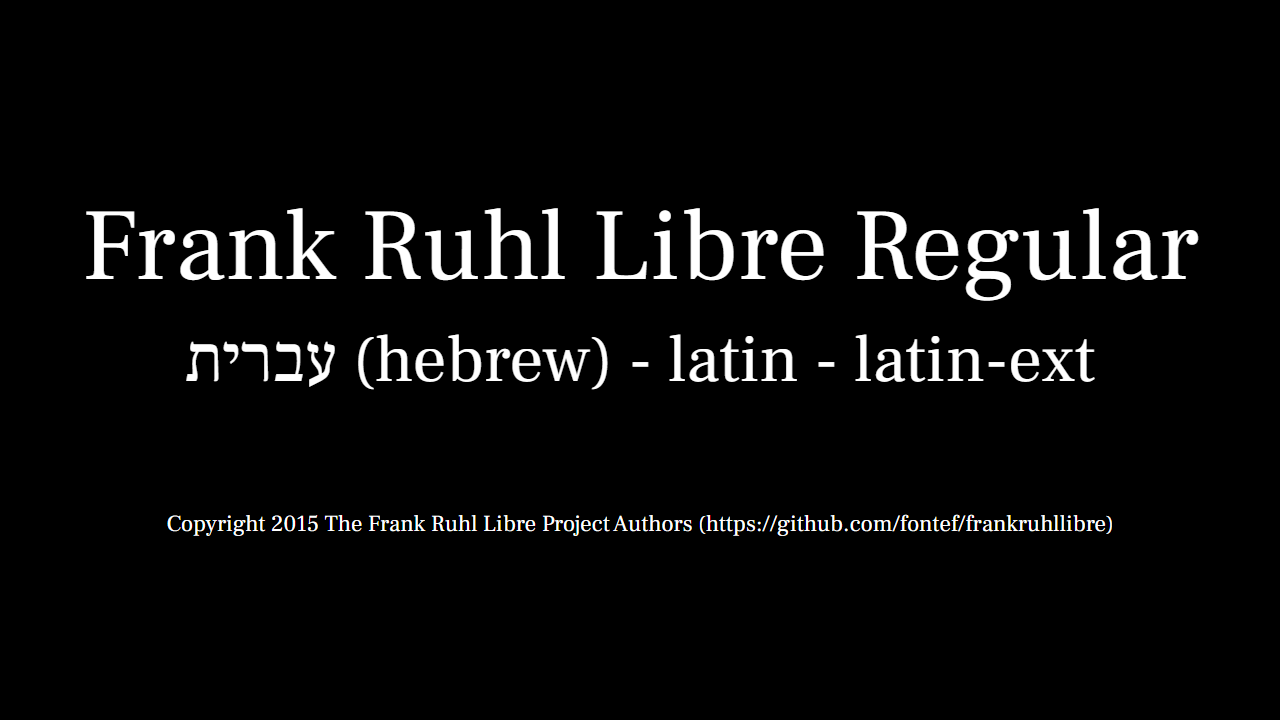 Frank Ruhl Libre Regular
עברית (hebrew) - latin - latin-ext
Copyright 2015 The Frank Ruhl Libre Project Authors (https://github.com/fontef/frankruhllibre)